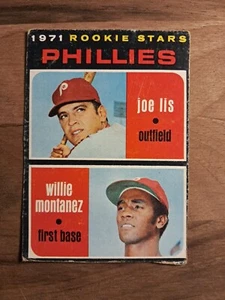 1971 ROOKIE STARS
PHILLIES
joe lis
outfield
willie
montanez
first base